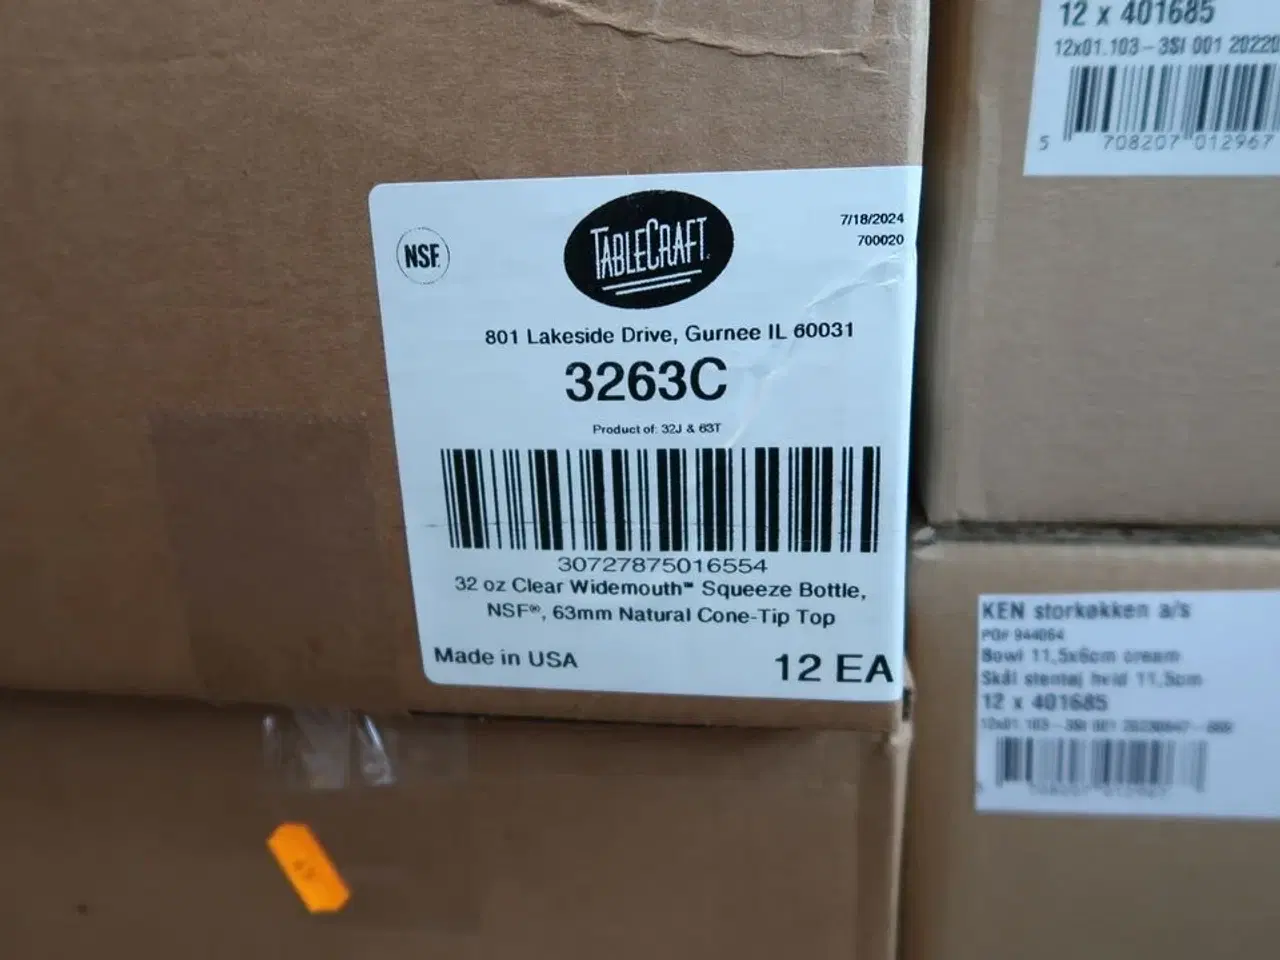 NSF.
TABLECRAFT
7/18/2024
700020
801 Lakeside Drive, Gurnee IL 60031
3263C
Product of: 32J & 63T
30727875016554
32 oz Clear Widemouth™ Squeeze Bottle,
NSF®, 63mm Natural Cone-Tip Top
Made in USA
12 EA
12 x 401685
12x01.103-3SI 001 20220
5 708207 012967
KEN storkøkken a/s
PO# 944064
Bowl 11,5x6cm cream
Skål stentøj hvid 11,5cm
12 x 401685